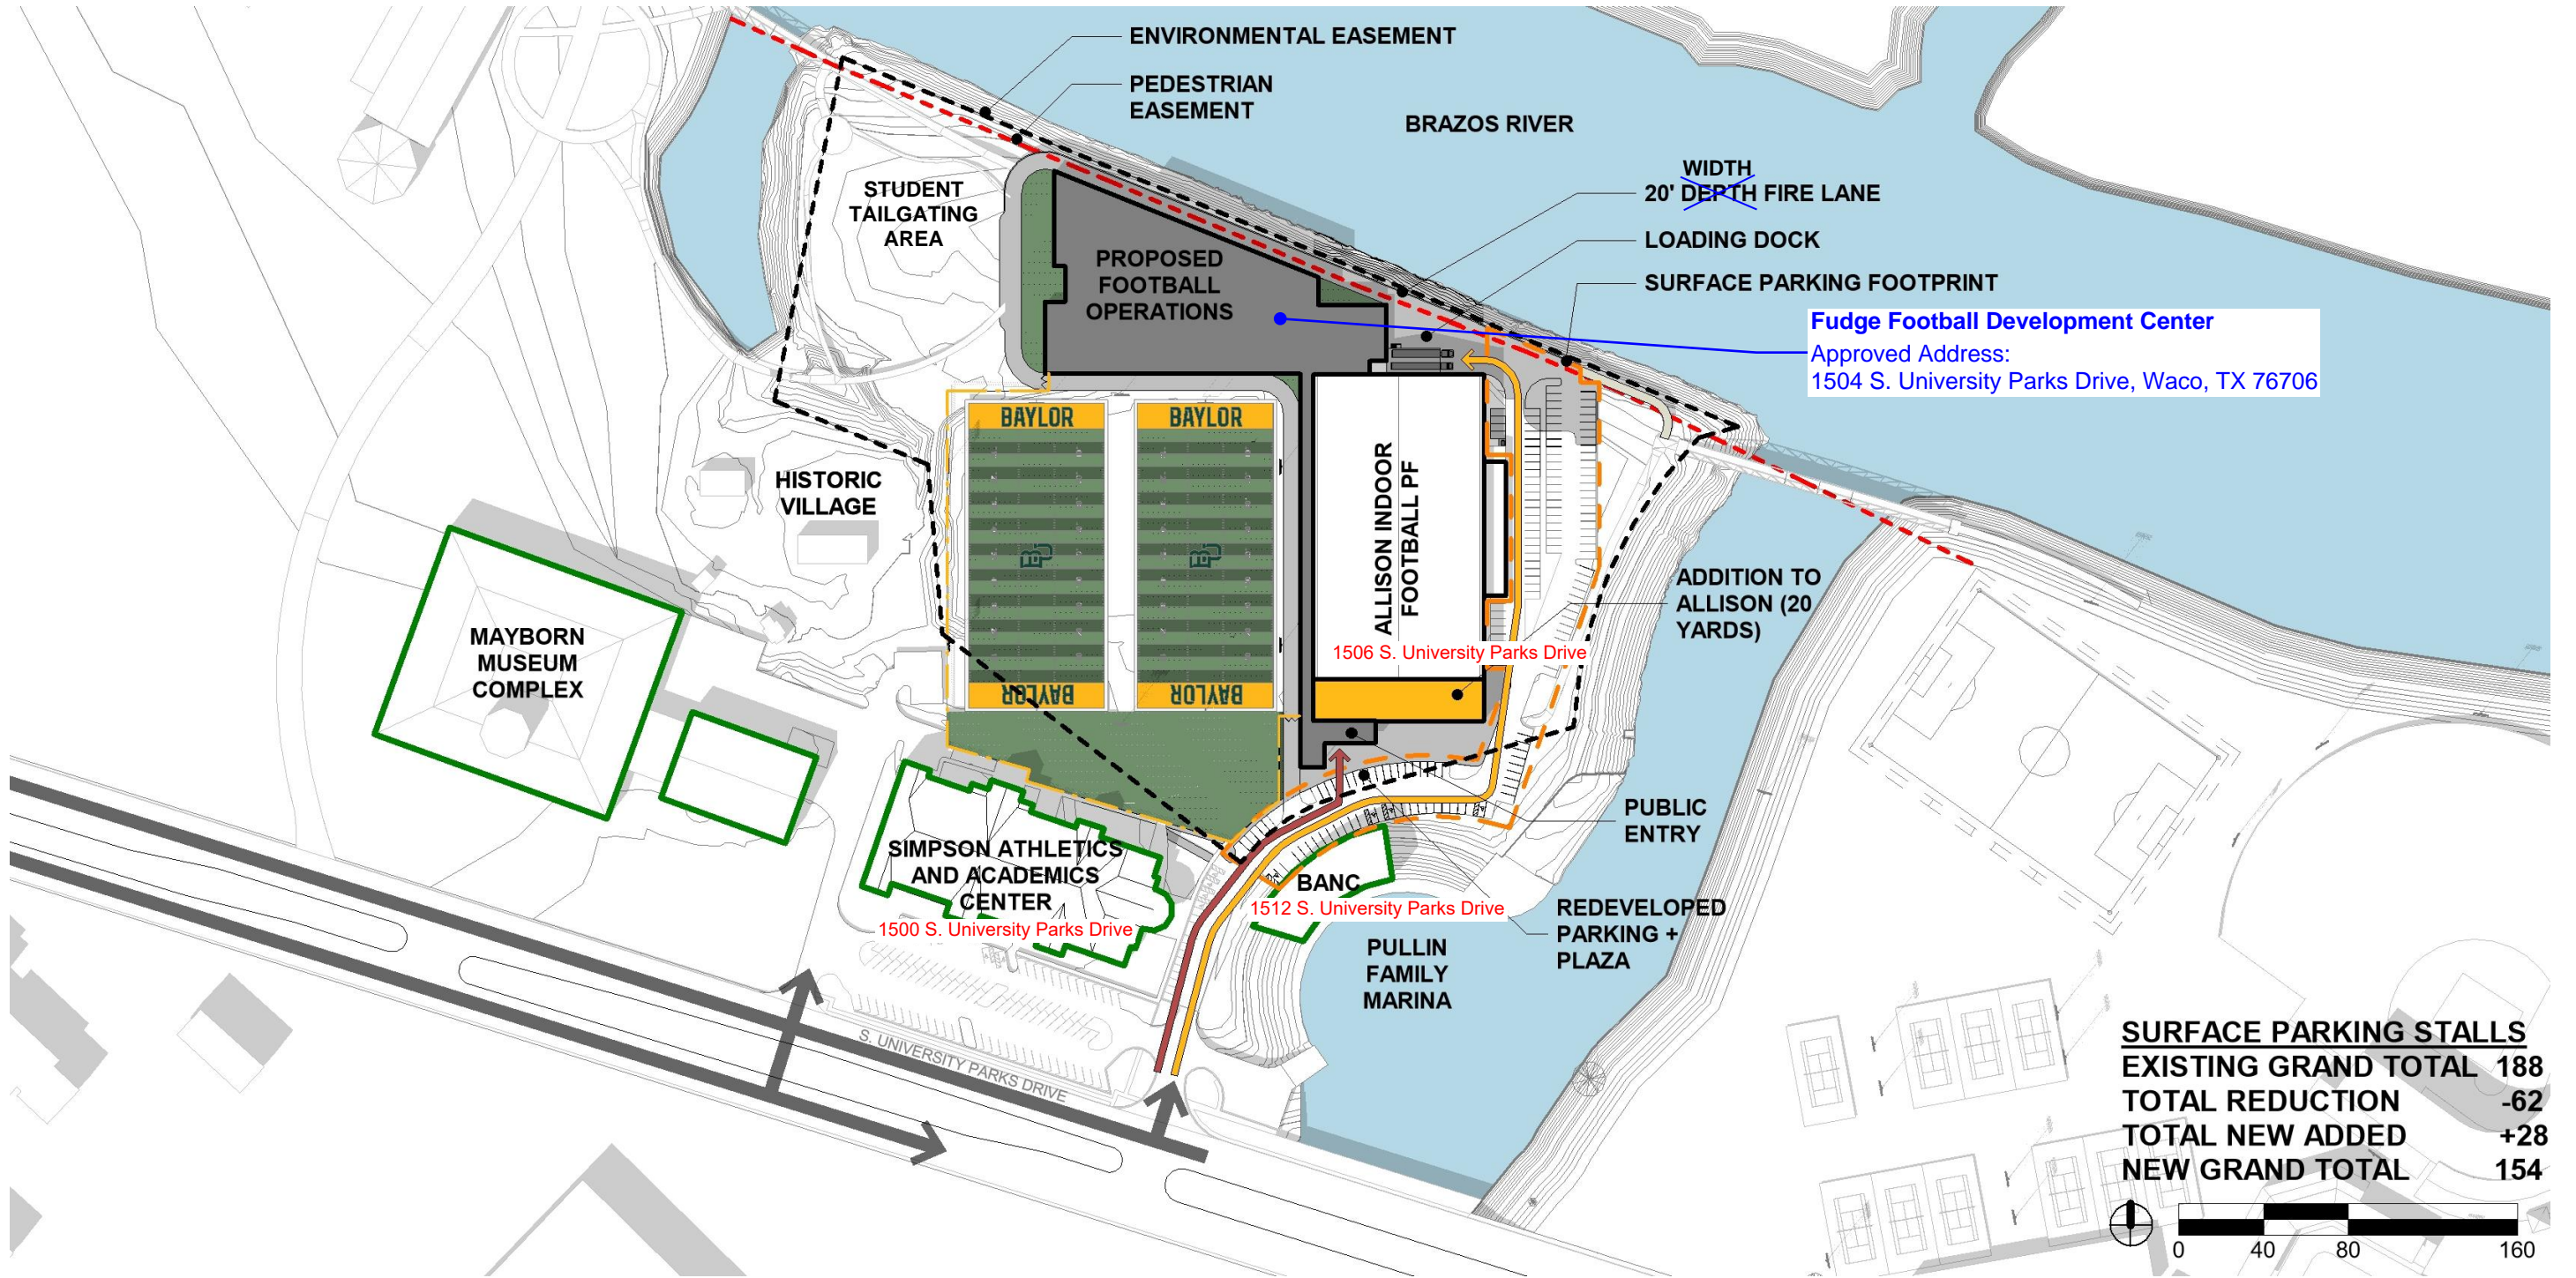 ENVIRONMENTAL EASEMENT
PEDESTRIAN
EASEMENT
BRAZOS RIVER
WIDTH
20' DEPTH FIRE LANE
LOADING DOCK
SURFACE PARKING FOOTPRINT
Fudge Football Development Center
Approved Address:
1504 S. University Parks Drive, Waco, TX 76706
STUDENT
TAILGATING
AREA
PROPOSED
FOOTBALL
OPERATIONS
BAYLOR
BAYLOR
HISTORIC
VILLAGE
BU
BU
ALLISON INDOOR
FOOTBALL PF
1506 S. University Parks Drive
ADDITION TO
ALLISON (20
YARDS)
MAYBORN
MUSEUM
COMPLEX
BAYLOR
BAYLOR
PUBLIC
ENTRY
SIMPSON ATHLETICS
AND ACADEMICS
CENTER
1500 S. University Parks Drive
BANC
1512 S. University Parks Drive
REDEVELOPED
PARKING +
PLAZA
PULLIN
FAMILY
MARINA
S. UNIVERSITY PARKS DRIVE
SURFACE PARKING STALLS
EXISTING GRAND TOTAL 188
TOTAL REDUCTION -62
TOTAL NEW ADDED +28
NEW GRAND TOTAL 154
0 40 80 160